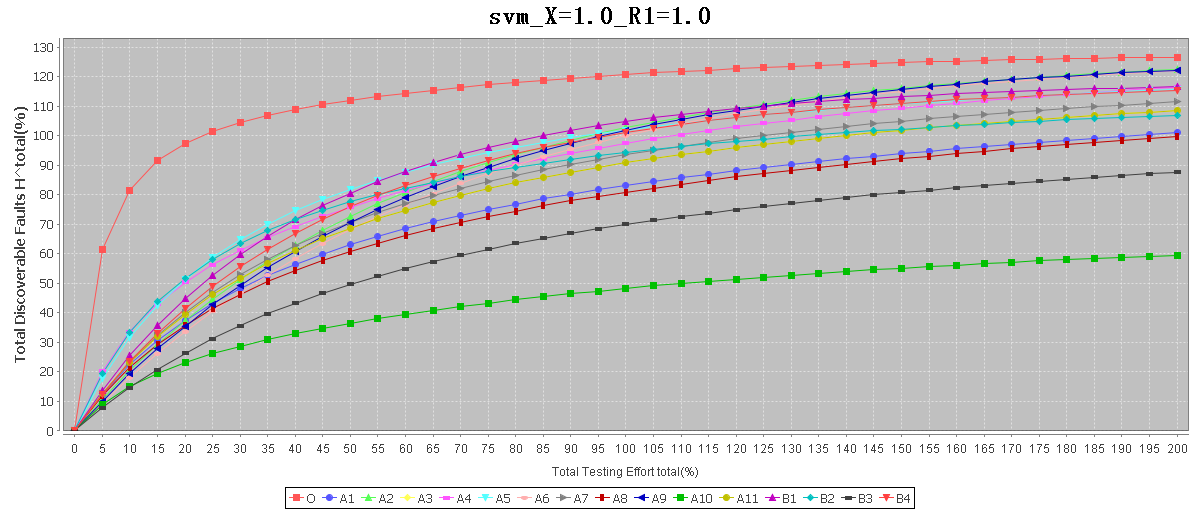 svm_X=1.0_R1=1.0
Total Discoverable Faults H^total(%)
130
120
110
100
90
80
70
60
50
40
30
20
10
0
0 5 10 15 20 25 30 35 40 45 50 55 60 65 70 75 80 85 90 95 100 105 110 115 120 125 130 135 140 145 150 155 160 165 170 175 180 185 190 195 200
Total Testing Effort total(%)
O A1 A2 A3 A4 A5 A6 A7 A8 A9 A10 A11 B1 B2 B3 B4